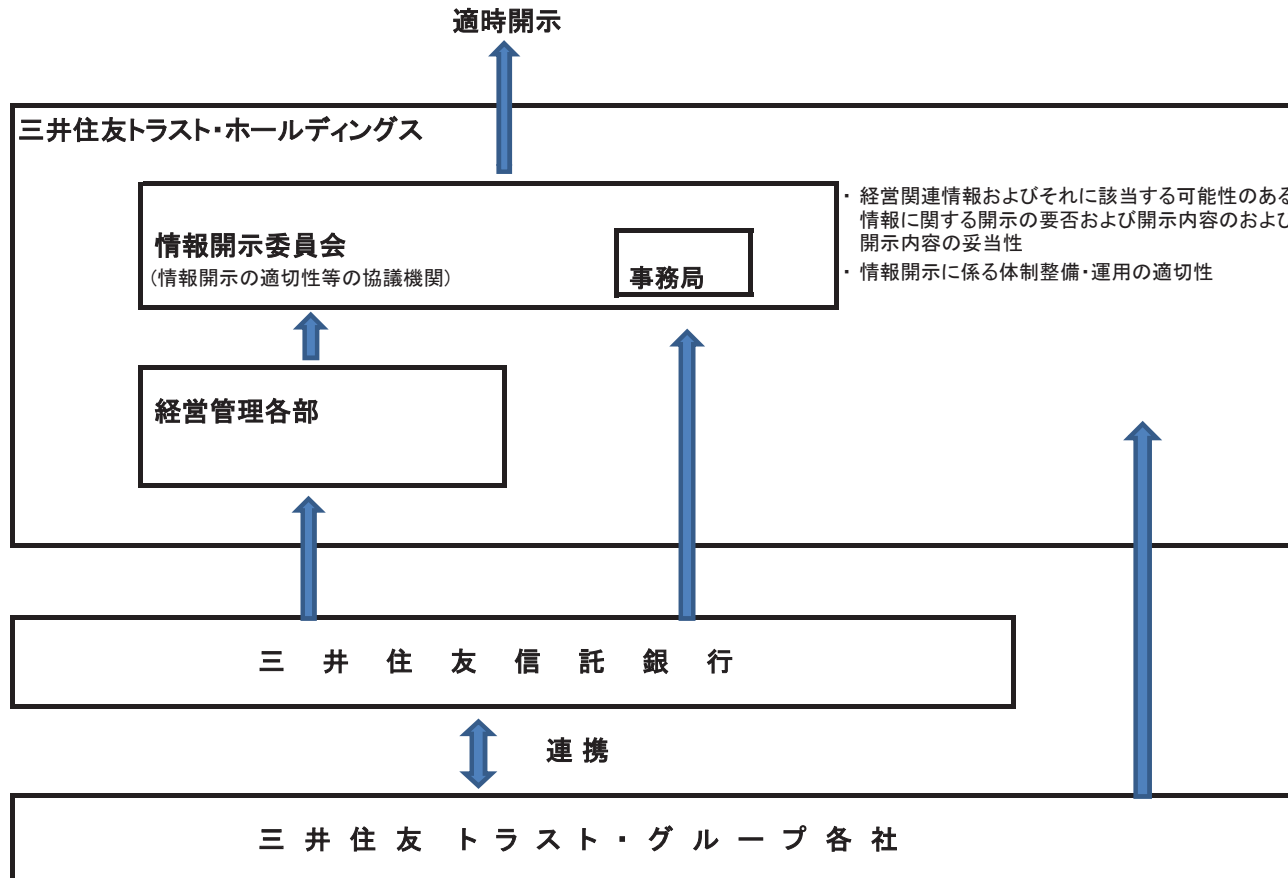 適時開示
三井住友トラスト・ホールディングス
・ 経営関連情報およびそれに該当する可能性のある
情報に関する開示の要否および開示内容のおよび
開示内容の妥当性
・ 情報開示に係る体制整備・運用の適切性
情報開示委員会
(情報開示の適切性等の協議機関)
事務局
経営管理各部
三 井 住 友 信 託 銀 行
連 携
三 井 住 友 ト ラ ス ト ・ グ ル ー プ 各 社